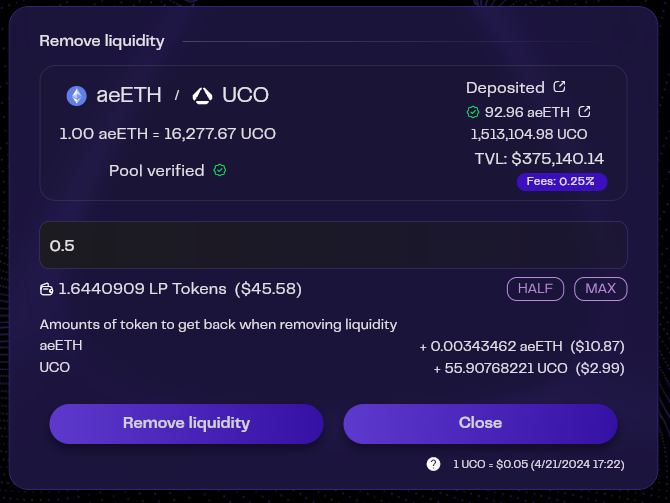 Remove liquidity
aeETH / UCO
1.00 aeETH = 16,277.67 UCO
Pool verified
Deposited
92.96 aeETH
1,513,104.98 UCO
TVL: $375,140.14
Fees: 0.25%
0.5
1.6440909 LP Tokens ($45.58)
HALF
MAX
Amounts of token to get back when removing liquidity
aeETH + 0.00343462 aeETH ($10.87)
UCO + 55.90768221 UCO ($2.99)
Remove liquidity
Close
? 1 UCO = $0.05 (4/21/2024 17:22)